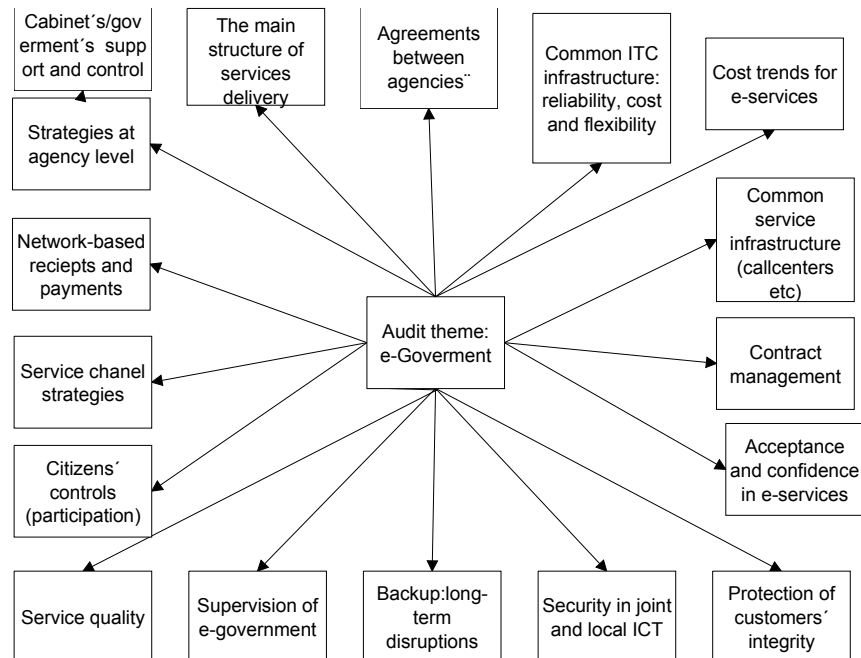 Cabinet´s/gov
erment´s supp
ort and control
The main
structure of
services
delivery
Agreements
between
agencies¨
Common ITC
infrastructure:
reliability, cost
and flexibility
Cost trends for
e-services
Strategies at
agency level
Common
service
infrastructure
(callcenters
etc)
Network-based
reciepts and
payments
Audit theme:
e-Goverment
Contract
management
Service chanel
strategies
Acceptance
and confidence
in e-services
Citizens´
controls
(participation)
Service quality
Supervision of
e-government
Backup:long-
term
disruptions
Security in joint
and local ICT
Protection of
customers´
integrity